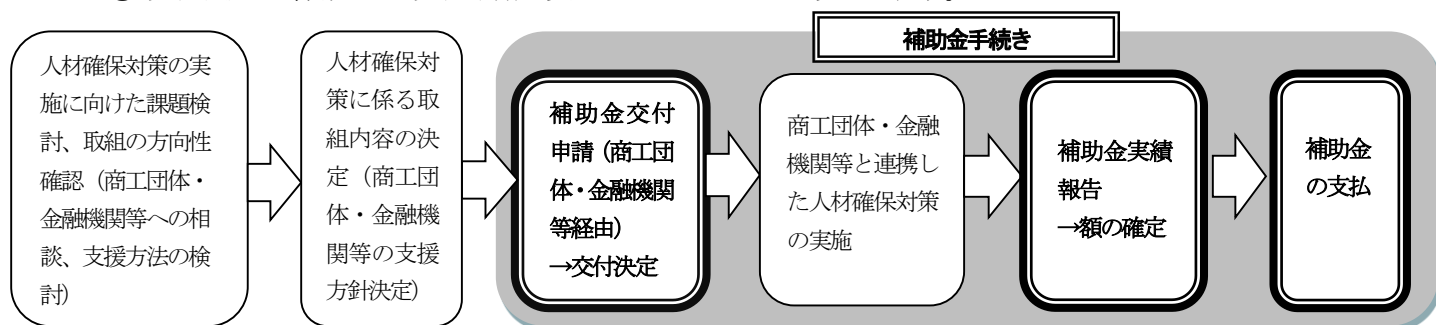 補助金手続き
人材確保対策の実
施に向けた課題検
討、取組の方向性
確認（商工団体・
金融機関等への相
談、支援方法の検
討）
人材確保対
策に係る取
組内容の決
定（商工団
体・金融機
関等の支援
方針決定）
補助金交付
申請（商工団
体・金融機関
等経由）
→交付決定
商工団体・金融
機関等と連携し
た人材確保対策
の実施
補助金実績
報告
→額の確定
補助金
の支払